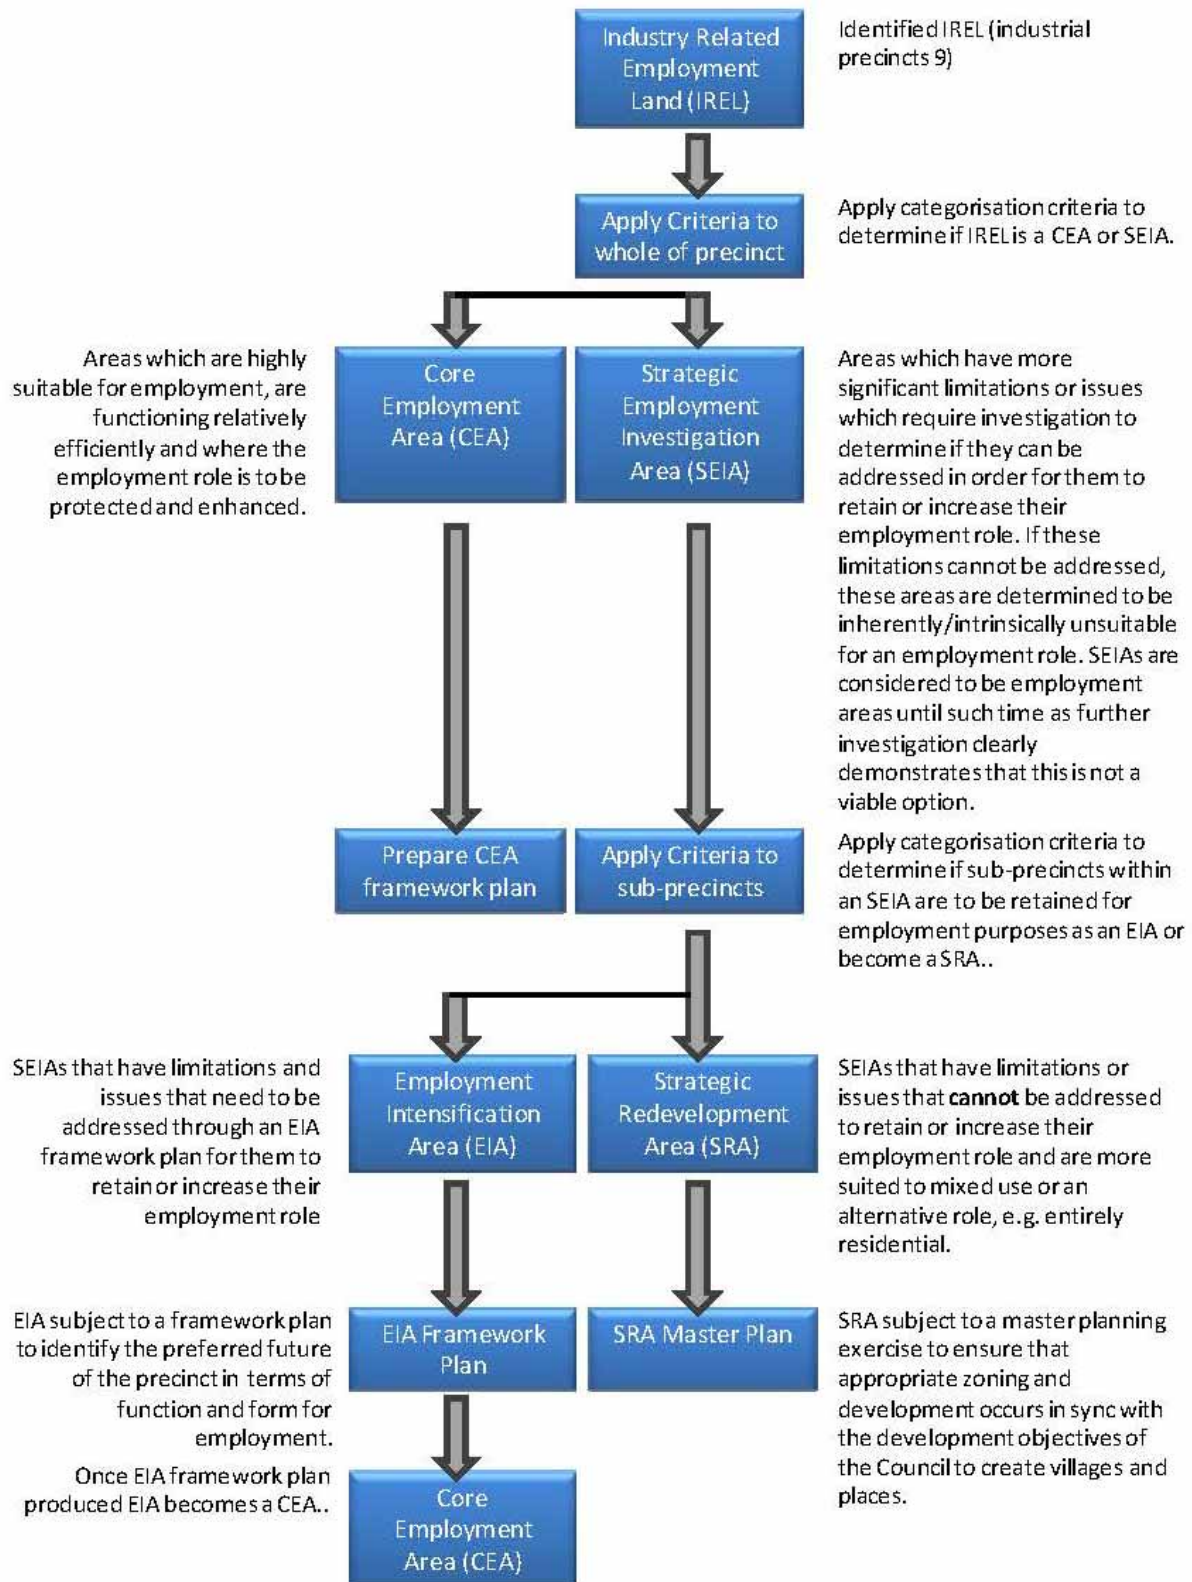 Industry Related
Employment
Land (IREL)
Identified IREL (industrial
precincts 9)
Apply Criteria to
whole of precinct
Apply categorisation criteria to
determine if IREL is a CEA or SEIA.
Areas which are highly
suitable for employment, are
functioning relatively
efficiently and where the
employment role is to be
protected and enhanced.
Core
Employment
Area (CEA)
Strategic
Employment
Investigation
Area (SEIA)
Areas which have more
significant limitations or issues
which require investigation to
determine if they can be
addressed in order for them to
retain or increase their
employment role. If these
limitations cannot be addressed,
these areas are determined to be
inherently/intrinsically unsuitable
for an employment role. SEIAs are
considered to be employment
areas until such time as further
investigation clearly
demonstrates that this is not a
viable option.
Prepare CEA
framework plan
Apply Criteria to
sub-precincts
Apply categorisation criteria to
determine if sub-precincts within
an SEIA are to be retained for
employment purposes as an EIA or
become a SRA..
SEIAs that have limitations and
issues that need to be
addressed through an EIA
framework plan for them to
retain or increase their
employment role
Employment
Intensification
Area (EIA)
Strategic
Redevelopment
Area (SRA)
SEIAs that have limitations or
issues that cannot be addressed
to retain or increase their
employment role and are more
suited to mixed use or an
alternative role, e.g. entirely
residential.
EIA subject to a framework plan
to identify the preferred future
of the precinct in terms of
function and form for
employment.
EIA Framework
Plan
SRA Master Plan
SRA subject to a master planning
exercise to ensure that
appropriate zoning and
development occurs in sync with
the development objectives of
the Council to create villages and
places.
Once EIA framework plan
produced EIA becomes a CEA..
Core
Employment
Area (CEA)